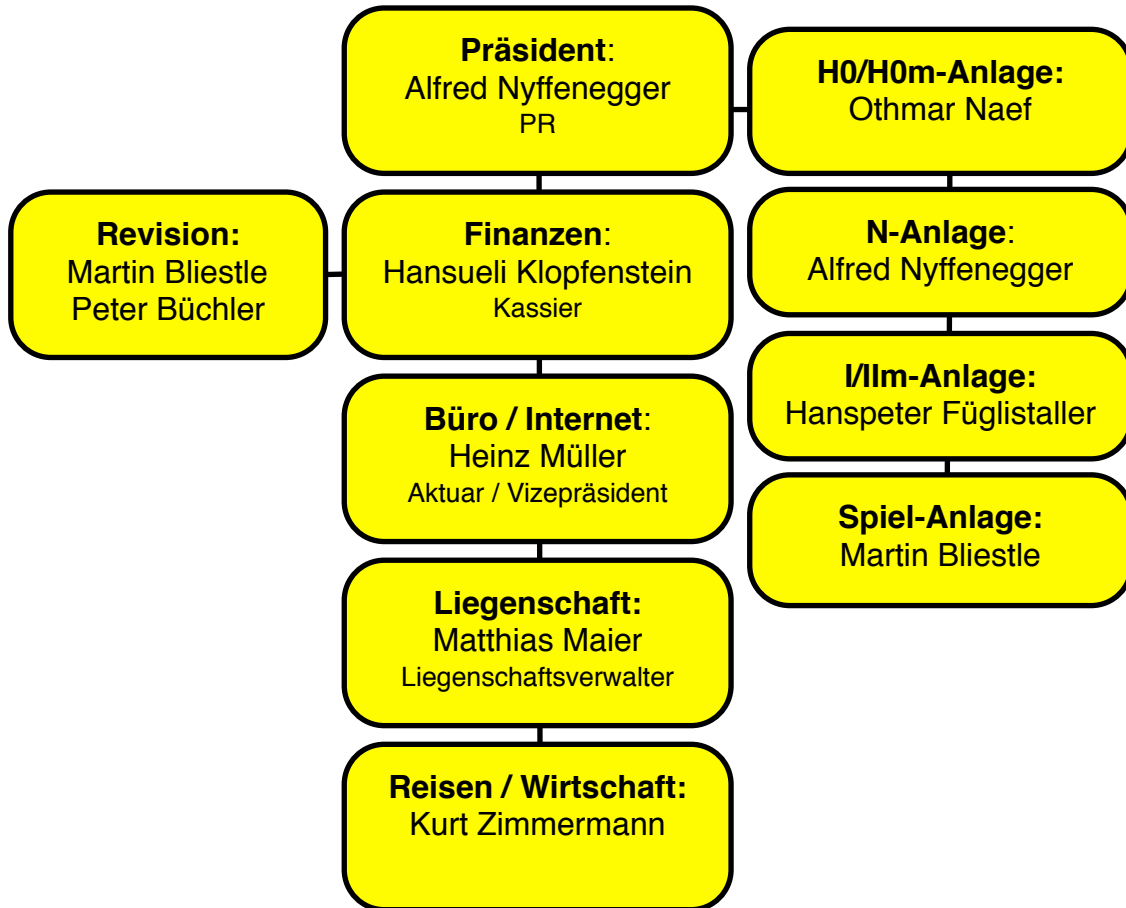 Präsident:
Alfred Nyffenegger
PR
H0/H0m-Anlage:
Othmar Naef
Revision:
Martin Bliestle
Peter Büchler
Finanzen:
Hansueli Klopfenstein
Kassier
N-Anlage:
Alfred Nyffenegger
Büro / Internet:
Heinz Müller
Aktuar / Vizepräsident
I/IIm-Anlage:
Hanspeter Füglistaller
Spiel-Anlage:
Martin Bliestle
Liegenschaft:
Matthias Maier
Liegenschaftsverwalter
Reisen / Wirtschaft:
Kurt Zimmermann